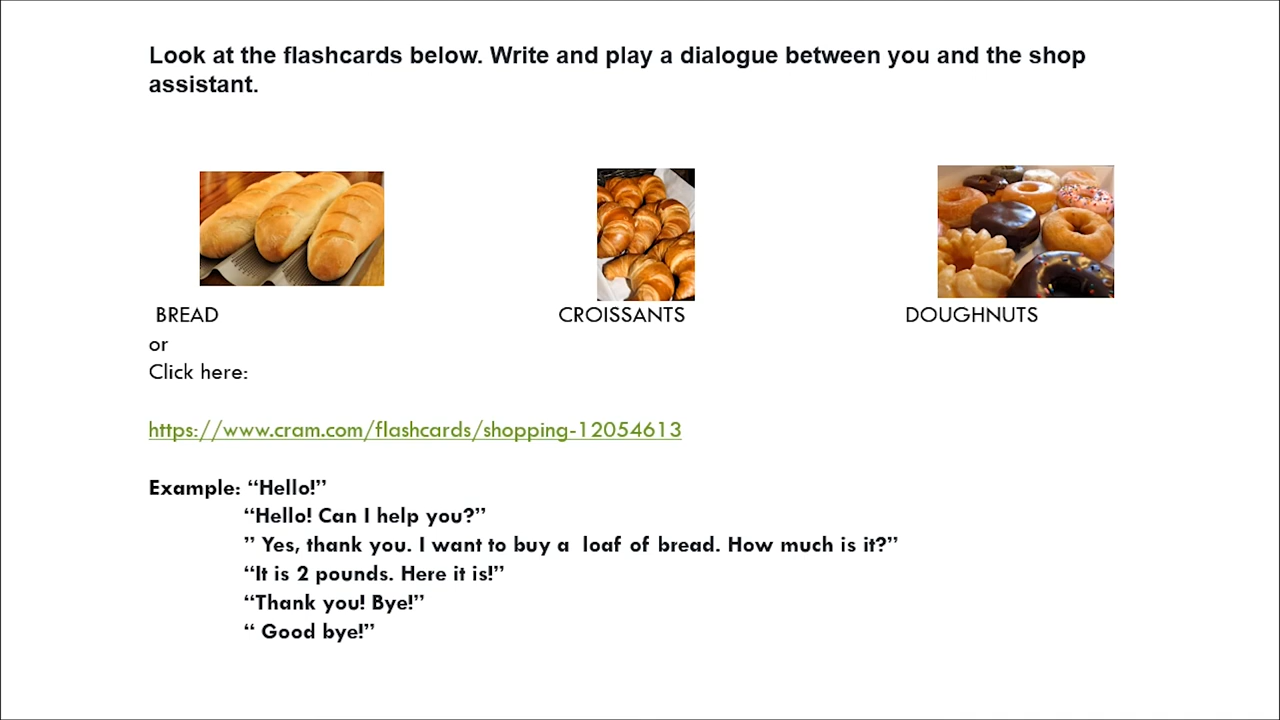 Look at the flashcards below. Write and play a dialogue between you and the shop
assistant.
BREAD CROISSANTS DOUGHNUTS
or
Click here:
https://www.cram.com/flashcards/shopping-12054613
Example: “Hello!”
“Hello! Can I help you?”
” Yes, thank you. I want to buy a  loaf of bread. How much is it?”
“It is 2 pounds. Here it is!”
“Thank you! Bye!”
“ Good bye!”